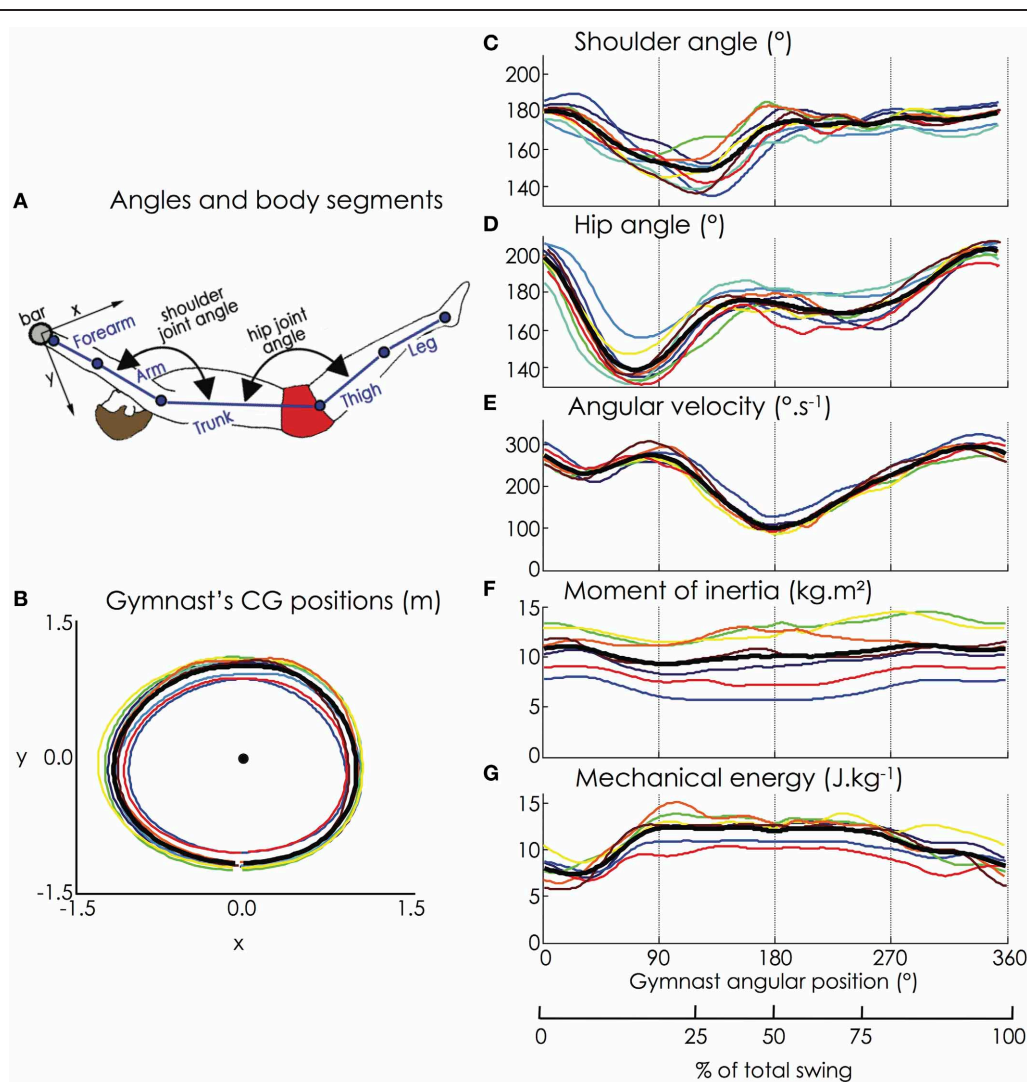 A
Angles and body segments
bar
x
y
Forearm
shoulder
joint angle
Arm
hip joint
angle
Trunk
Thigh
Leg
B
Gymnast's CG positions (m)
1.5
y
0.0
-1.5
-1.5
0.0
1.5
x
C
Shoulder angle (°)
200
180
160
140
D
Hip angle (°)
200
180
160
140
E
Angular velocity (°.s-1)
300
200
100
0
F
Moment of inertia (kg.m²)
15
10
5
0
G
Mechanical energy (J.kg-1)
15
10
5
0
0 90 180 270 360
Gymnast angular position (°)
0 25 50 75 100
% of total swing